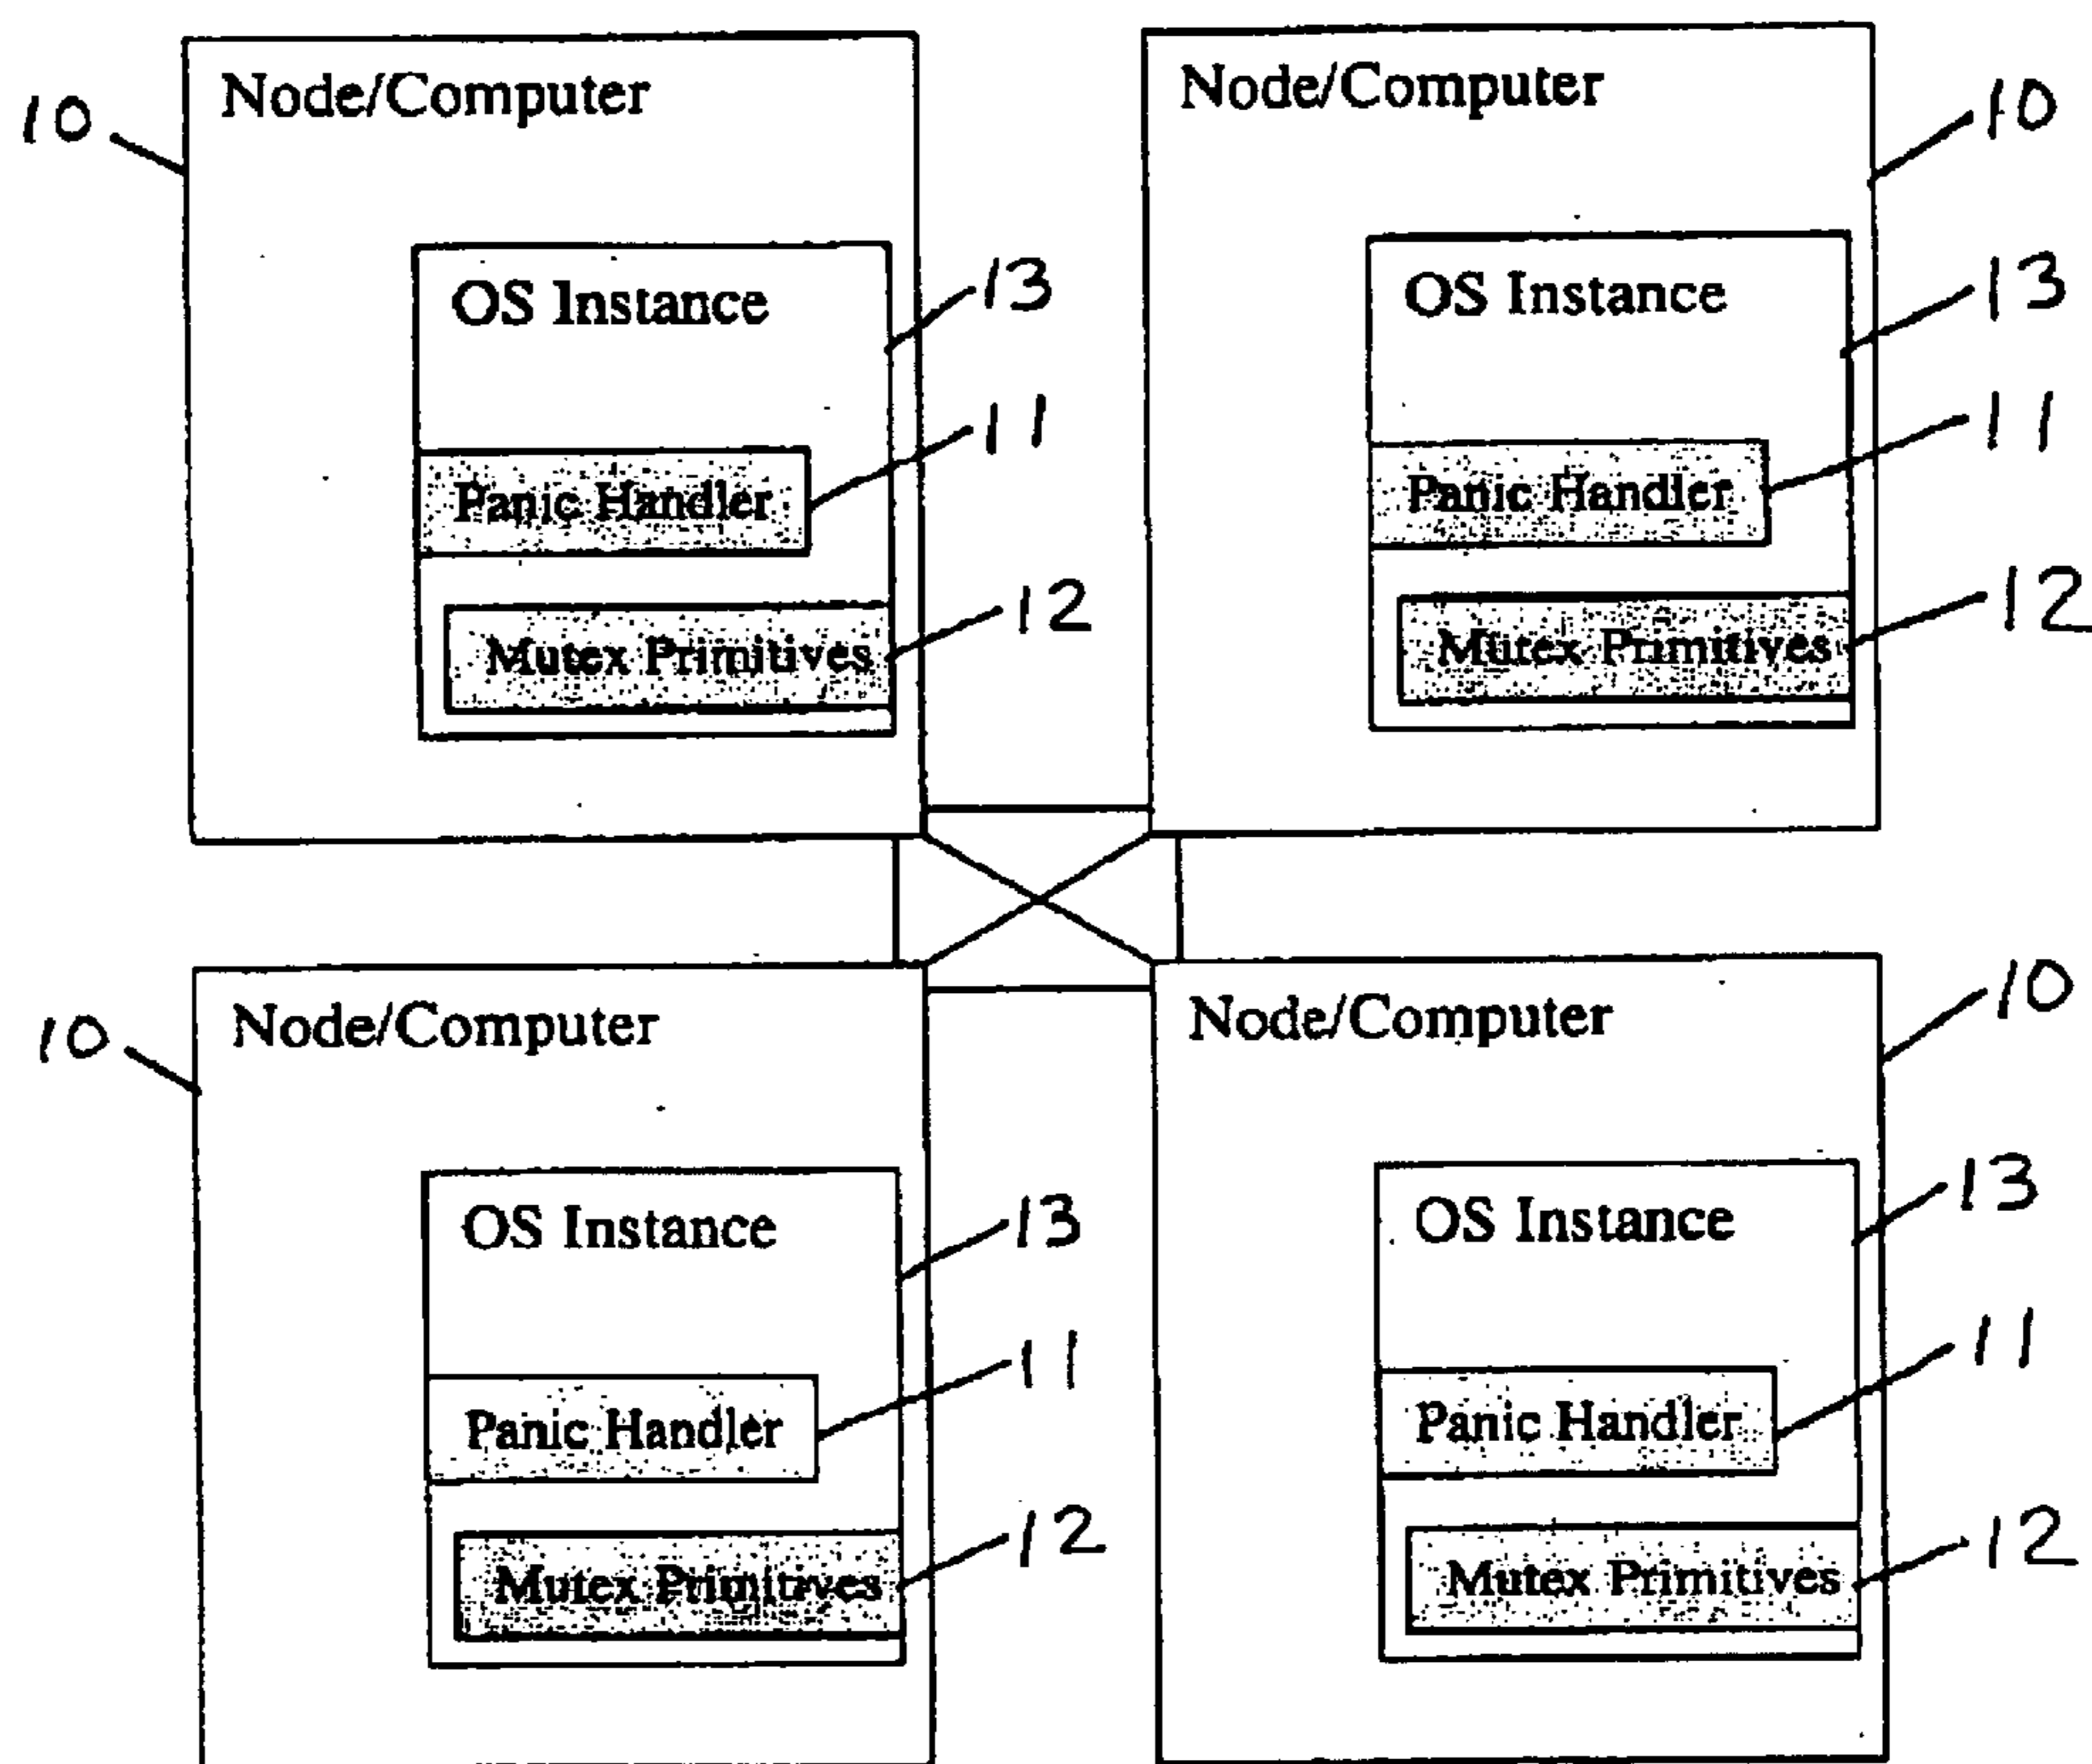 Node/Computer
10
OS Instance
13
Panic Handler
11
Mutex Primitives
12
Node/Computer
10
OS Instance
13
Panic Handler
11
Mutex Primitives
12
Node/Computer
10
OS Instance
13
Panic Handler
11
Mutex Primitives
12
Node/Computer
10
OS Instance
13
Panic Handler
11
Mutex Primitives
12